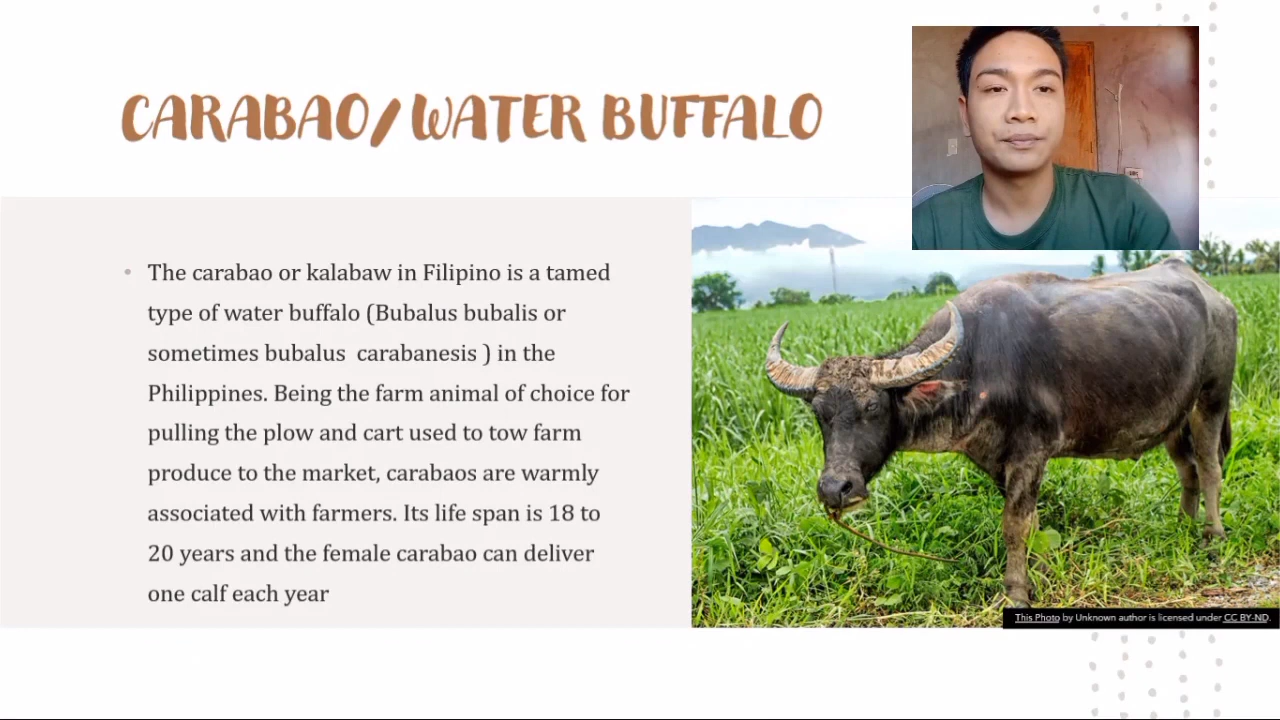 CARABAO/WATER BUFFALO
• The carabao or kalabaw in Filipino is a tamed
type of water buffalo (Bubalus bubalis or
sometimes bubalus  carabanesis ) in the
Philippines. Being the farm animal of choice for
pulling the plow and cart used to tow farm
produce to the market, carabaos are warmly
associated with farmers. Its life span is 18 to
20 years and the female carabao can deliver
one calf each year
This Photo by Unknown author is licensed under CC BY-ND.